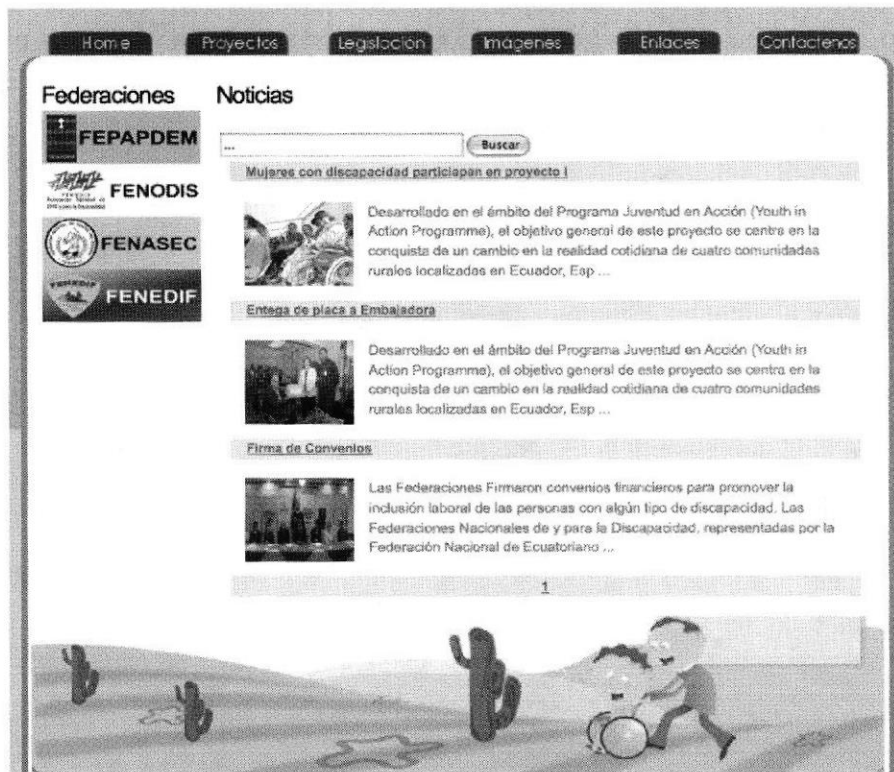 Home Proyectos Legislación Imágenes Enlaces Contactenos
Federaciones
FEPAPDEM
FENODIS
FENASEC
FENEDIF
Noticias
... Buscar
Mujeres con discapacidad participan en proyecto I
Desarrollado en el ámbito del Programa Juventud en Acción (Youth in
Action Programme), el objetivo general de este proyecto se centra en la
conquista de un cambio en la realidad cotidiana de cuatro comunidades
rurales localizadas en Ecuador, Esp ...
Entega de placa a Embajadora
Desarrollado en el ámbito del Programa Juventud en Acción (Youth in
Action Programme), el objetivo general de este proyecto se centra en la
conquista de un cambio en la realidad cotidiana de cuatro comunidades
rurales localizadas en Ecuador, Esp ...
Firma de Convenios
Las Federaciones Firmaron convenios financieros para promover la
inclusión laboral de las personas con algún tipo de discapacidad. Las
Federaciones Nacionales de y para la Discapacidad, representadas por la
Federación Nacional de Ecuatoriano ...
1